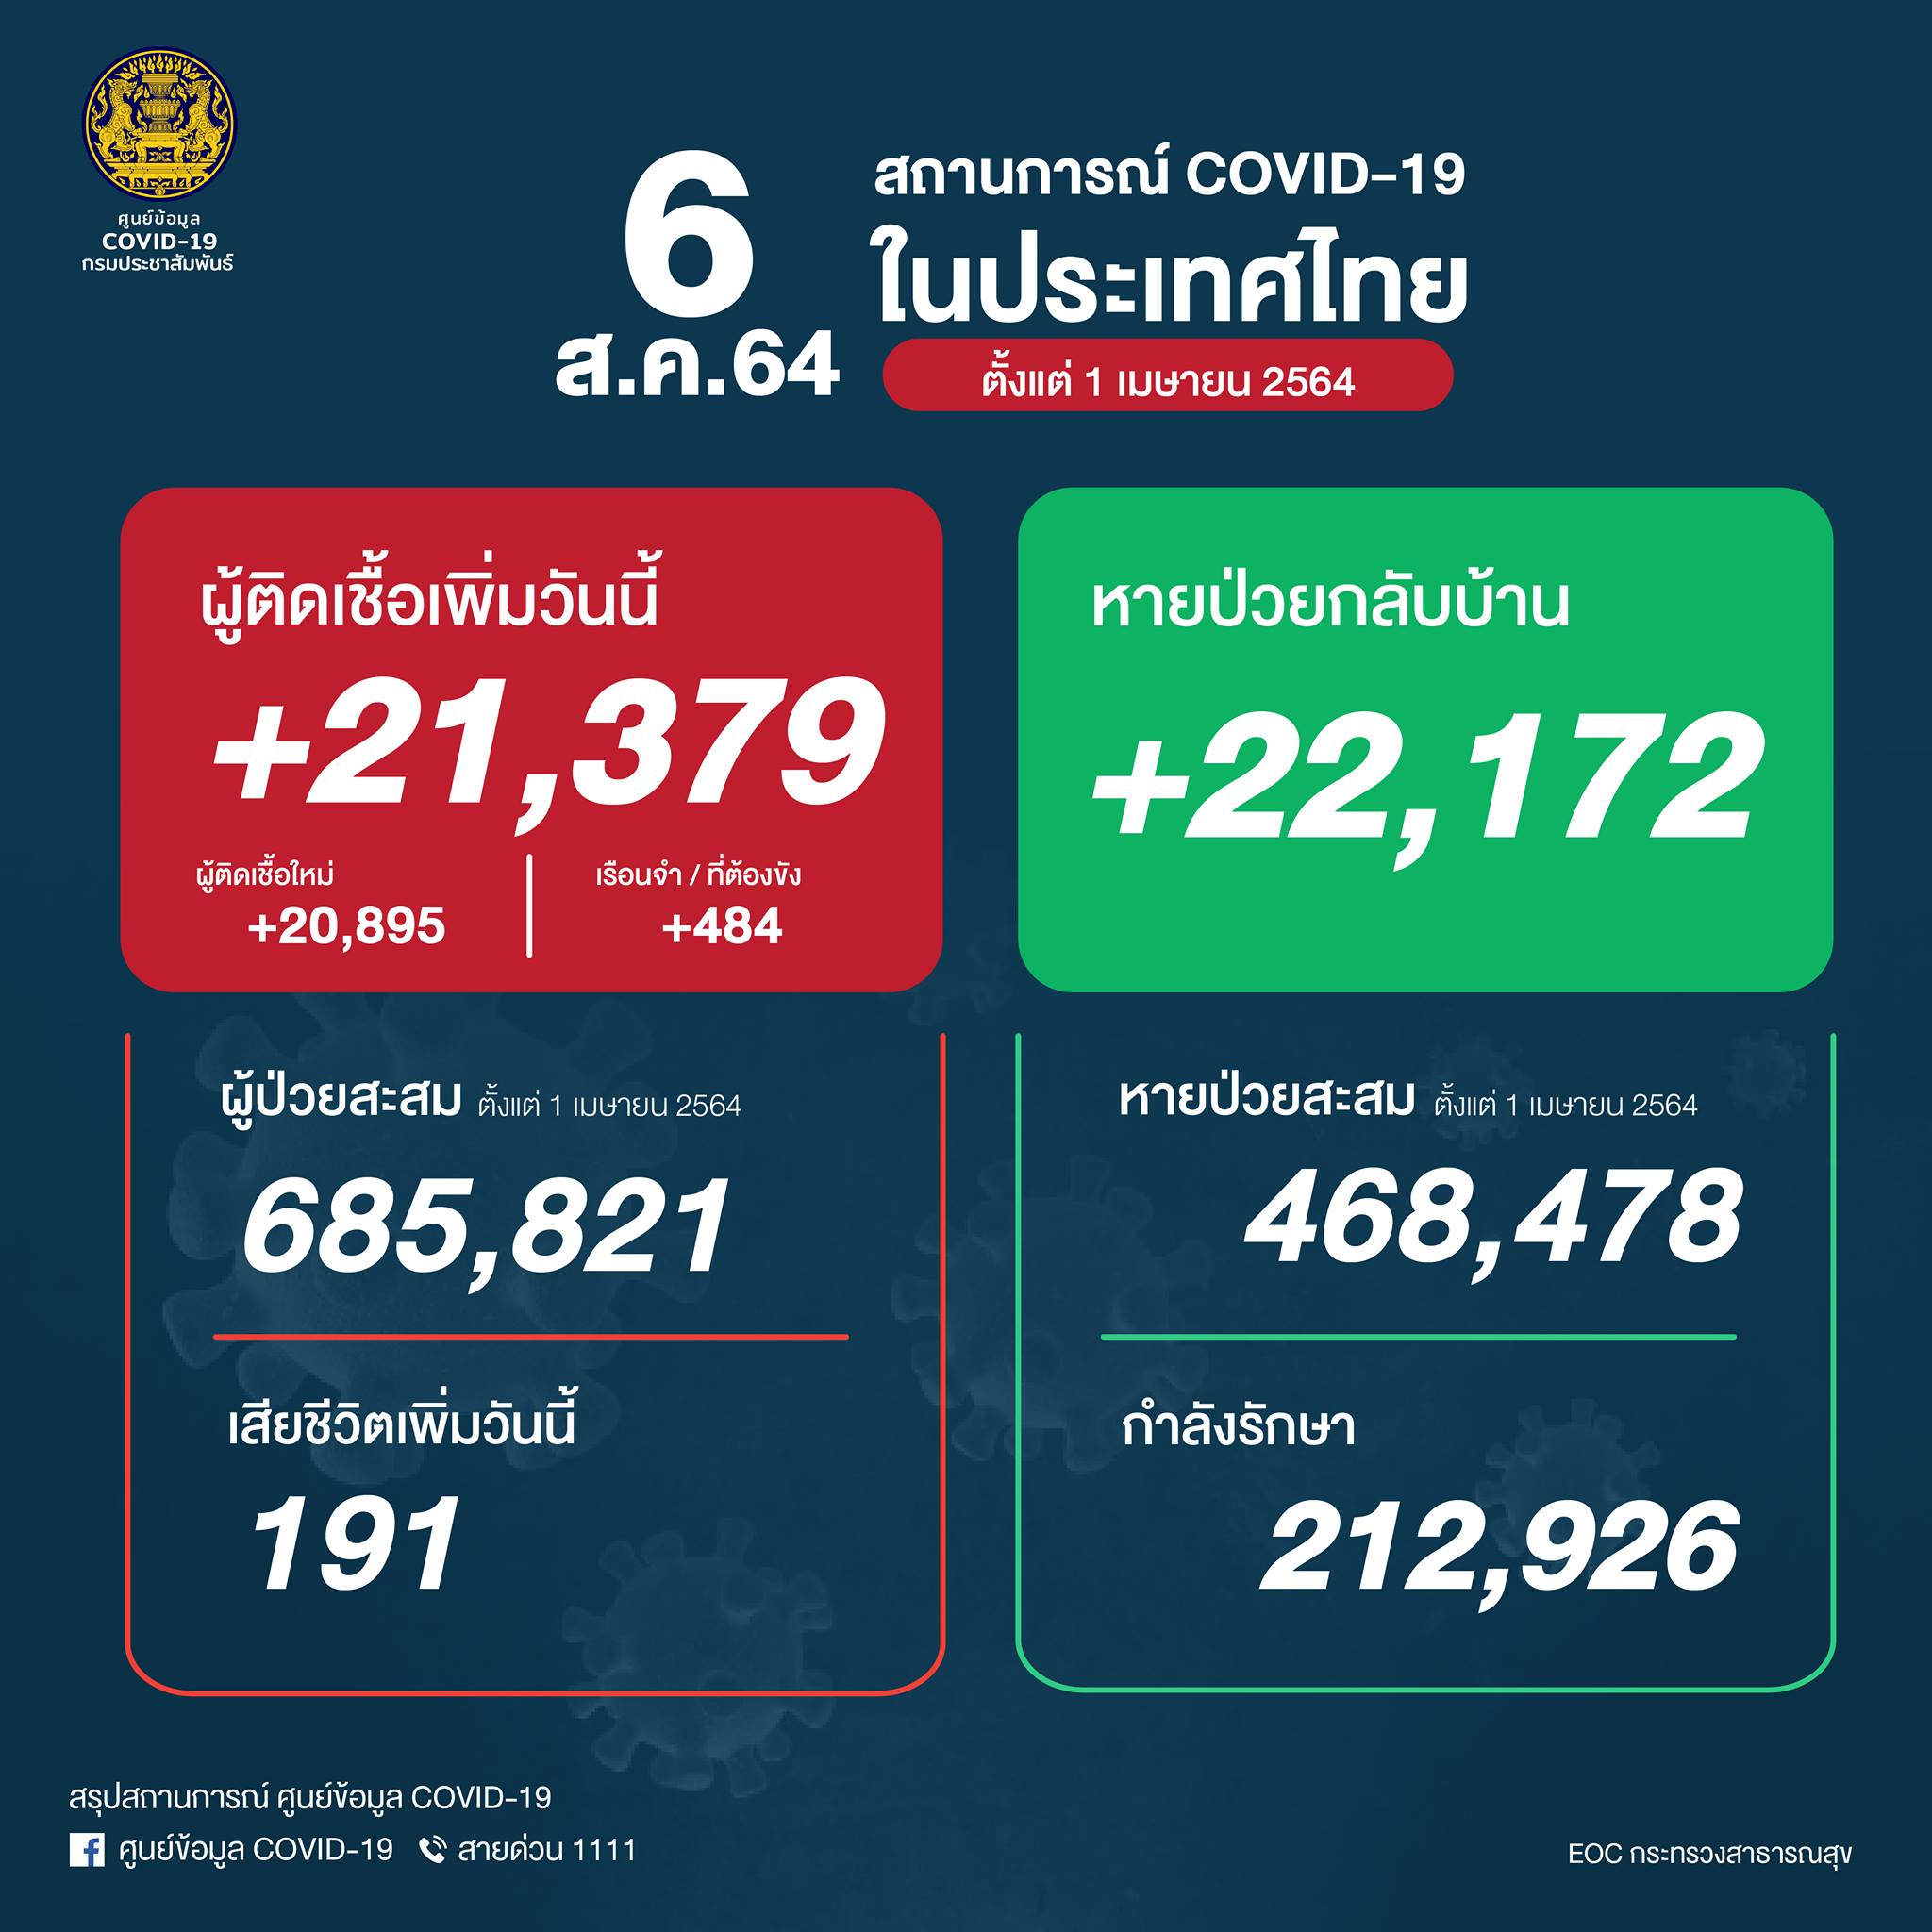 ศูนย์ข้อมูล
COVID-19
กรมประชาสัมพันธ์
6
ส.ค.64
สถานการณ์ COVID-19
ในประเทศไทย
ตั้งแต่ 1 เมษายน 2564
ผู้ติดเชื้อเพิ่มวันนี้
+21,379
ผู้ติดเชื้อใหม่
+20,895
เรือนจำ / ที่ต้องขัง
+484
หายป่วยกลับบ้าน
+22,172
ผู้ป่วยสะสม ตั้งแต่ 1 เมษายน 2564
685,821
เสียชีวิตเพิ่มวันนี้
191
หายป่วยสะสม ตั้งแต่ 1 เมษายน 2564
468,478
กำลังรักษา
212,926
สรุปสถานการณ์ ศูนย์ข้อมูล COVID-19
ศูนย์ข้อมูล COVID-19 สายด่วน 1111
EOC กระทรวงสาธารณสุข